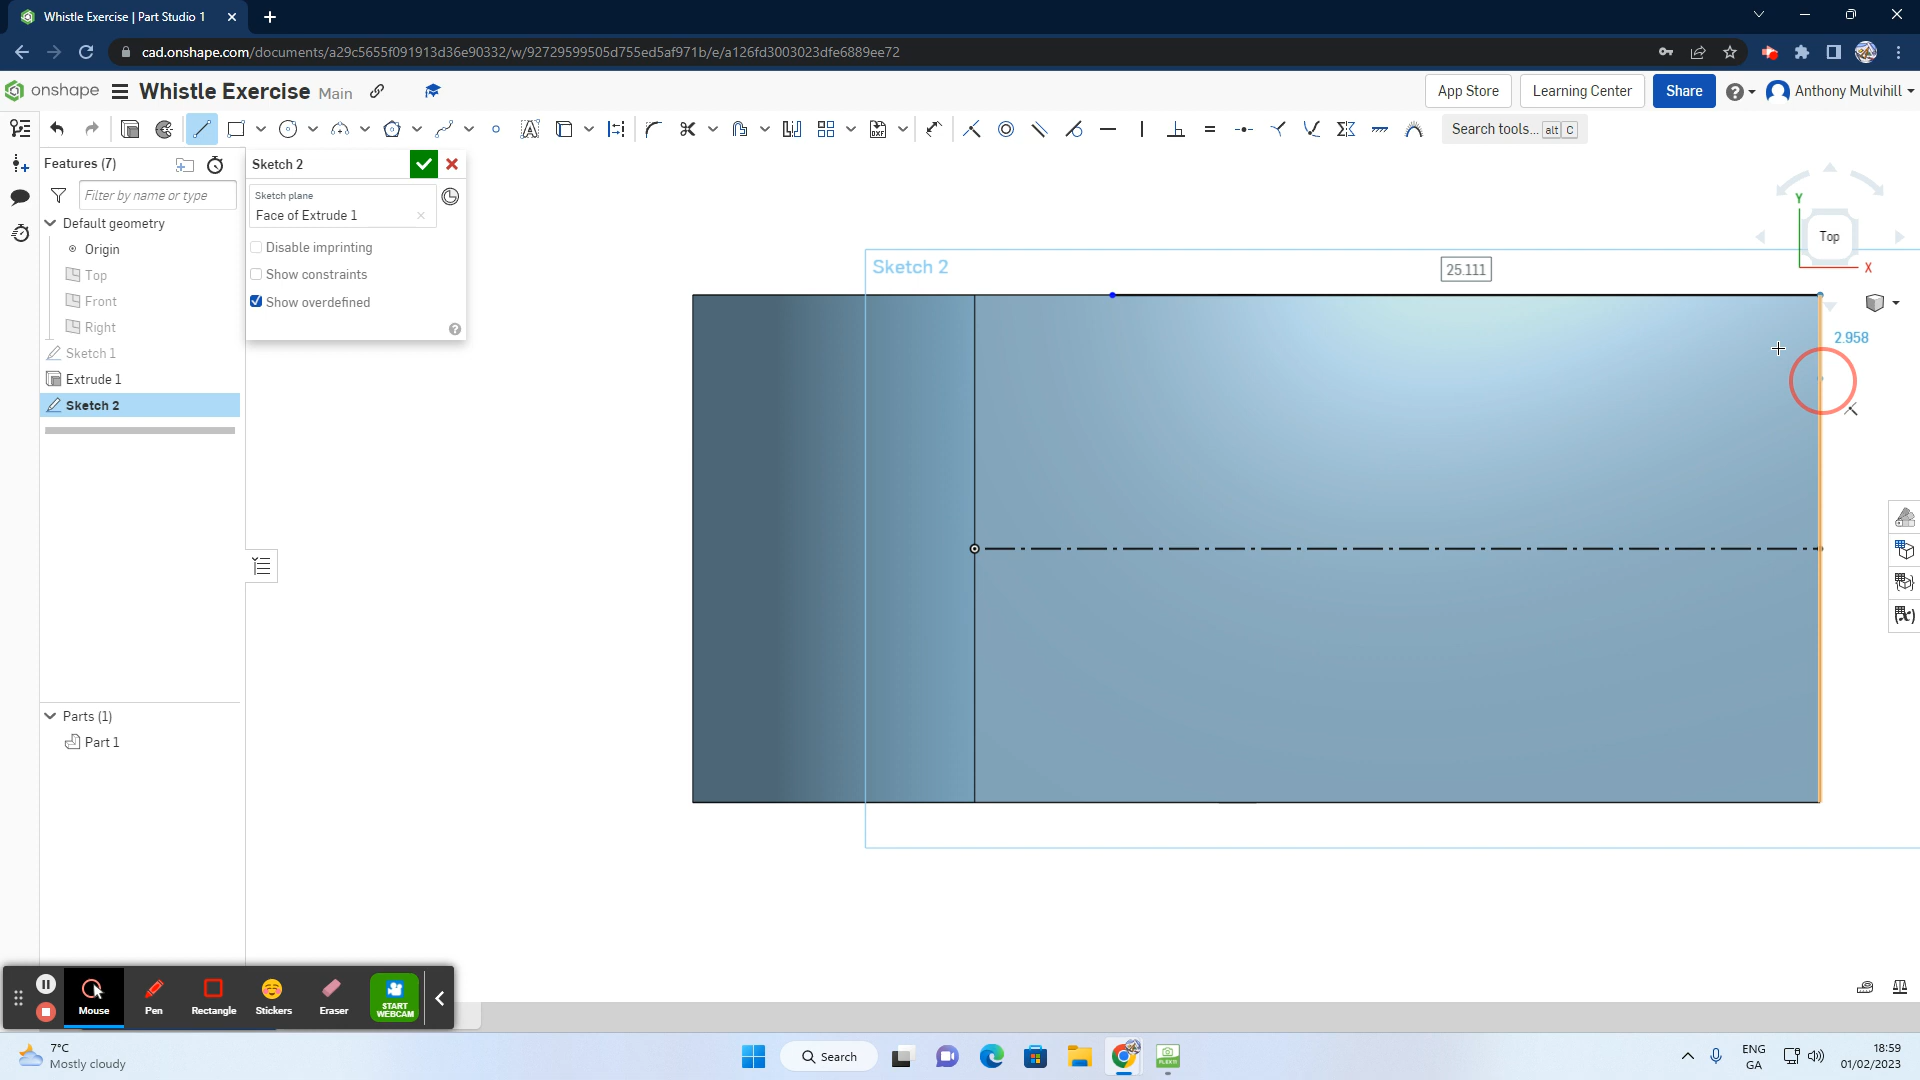 Whistle Exercise | Part Studio 1
cad.onshape.com/documents/a29c5655f091913d36e90332/w/92729599505d755ed5af971b/e/a126fd3003023dfe6889ee72
onshape
Whistle Exercise Main
App Store
Learning Center
Share
Anthony Mulvihill
Search tools... alt C
Features (7)
Filter by name or type
Default geometry
Origin
Top
Front
Right
Sketch 1
Extrude 1
Sketch 2
Parts (1)
Part 1
Sketch 2
Sketch plane
Face of Extrude 1
Disable imprinting
Show constraints
Show overdefined
Sketch 2
25.111
2.958
Y
Top
X
Mouse
Pen
Rectangle
Stickers
Eraser
START
WEBCAM
7°C
Mostly cloudy
Search
ENG
GA
18:59
01/02/2023